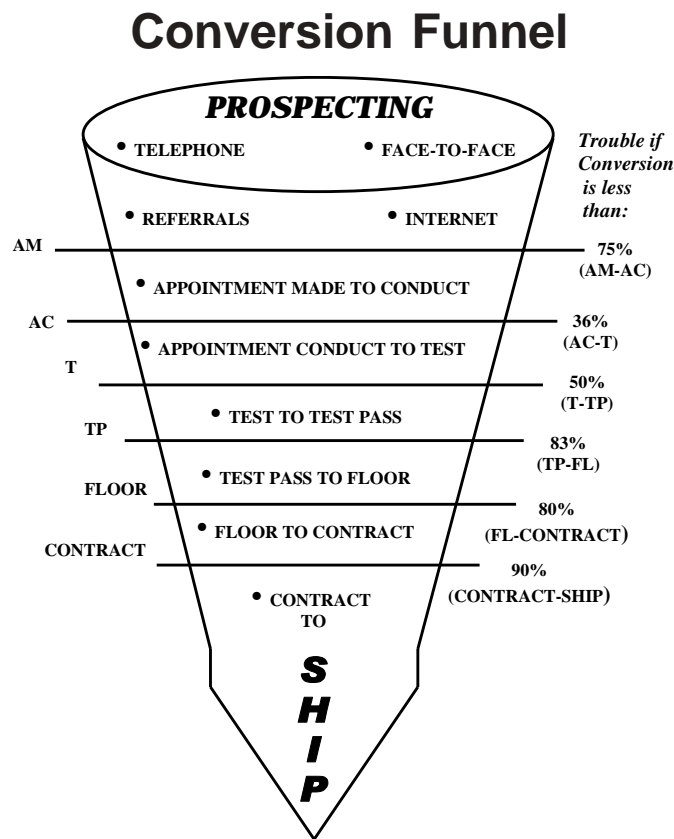 Conversion Funnel
PROSPECTING
• TELEPHONE
• FACE-TO-FACE
Trouble if
Conversion
is less
than:
• REFERRALS
• INTERNET
AM
75%
(AM-AC)
• APPOINTMENT MADE TO CONDUCT
AC
36%
(AC-T)
• APPOINTMENT CONDUCT TO TEST
T
50%
(T-TP)
• TEST TO TEST PASS
TP
83%
(TP-FL)
• TEST PASS TO FLOOR
FLOOR
80%
(FL-CONTRACT)
• FLOOR TO CONTRACT
CONTRACT
90%
(CONTRACT-SHIP)
• CONTRACT
TO
S
H
I
P